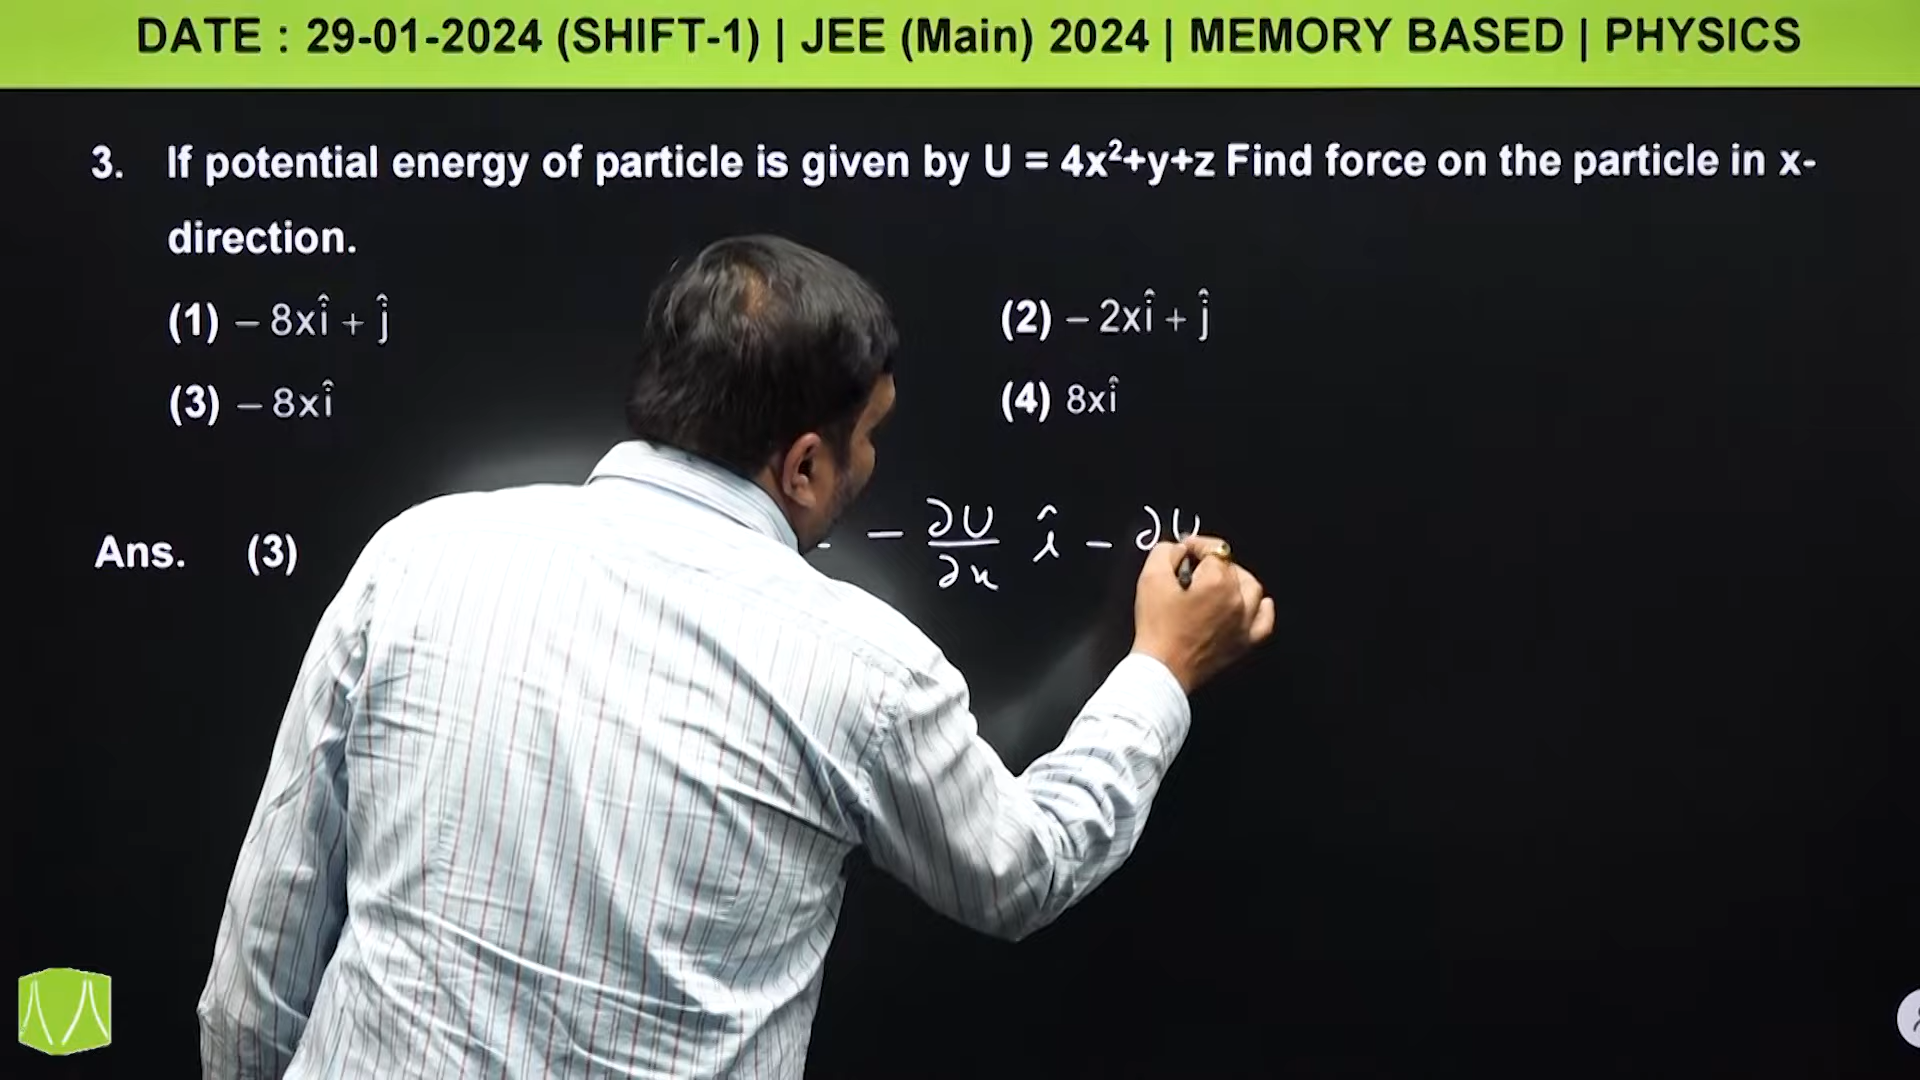 DATE : 29-01-2024 (SHIFT-1) | JEE (Main) 2024 | MEMORY BASED | PHYSICS
3. If potential energy of particle is given by U = 4x²+y+z Find force on the particle in x-
direction.
(1) – 8xî + ĵ (2) – 2xî + ĵ
(3) – 8xî (4) 8xî
Ans. (3)
- ∂U/∂x î - ∂U